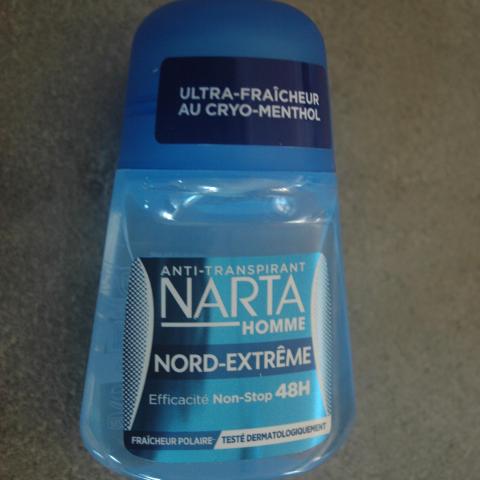 ULTRA-FRAÎCHEUR
AU CRYO-MENTHOL
ANTI-TRANSPIRANT
NARTA
HOMME
NORD-EXTRÊME
Efficacité Non-Stop 48H
FRAÎCHEUR POLAIRE TESTÉ DERMATOLOGIQUEMENT